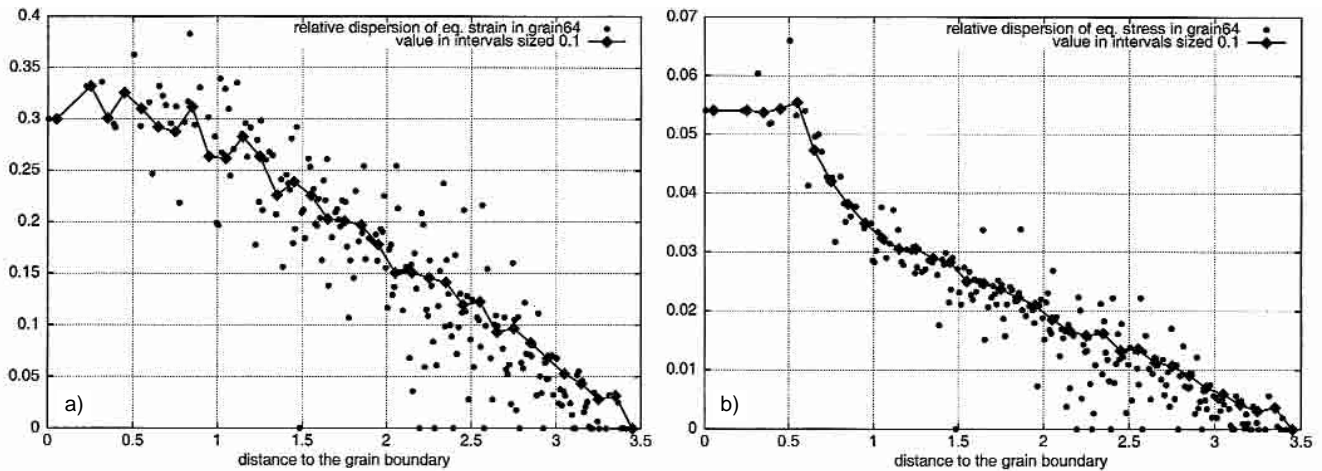 0.4
relative dispersion of eq. strain in grain64
value in intervals sized 0.1
0.35
0.3
0.25
0.2
0.15
0.1
0.05
0
a)
0 0.5 1 1.5 2 2.5 3 3.5
distance to the grain boundary
0.07
relative dispersion of eq. stress in grain64
value in intervals sized 0.1
0.06
0.05
0.04
0.03
0.02
0.01
0
b)
0 0.5 1 1.5 2 2.5 3 3.5
distance to the grain boundary